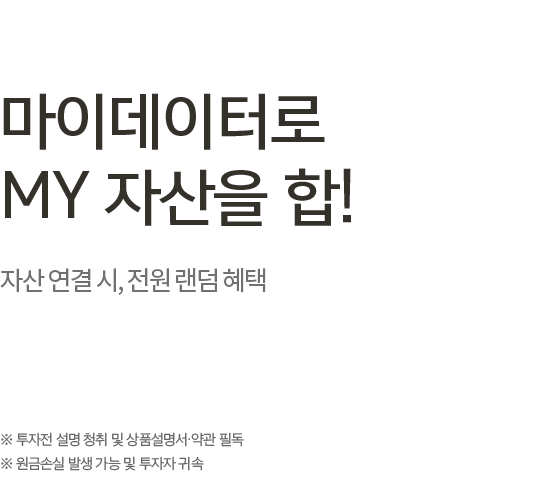 마이데이터로
MY 자산을 합!
자산 연결 시, 전원 랜덤 혜택
※ 투자전 설명 청취 및 상품설명서·약관 필독
※ 원금손실 발생 가능 및 투자자 귀속